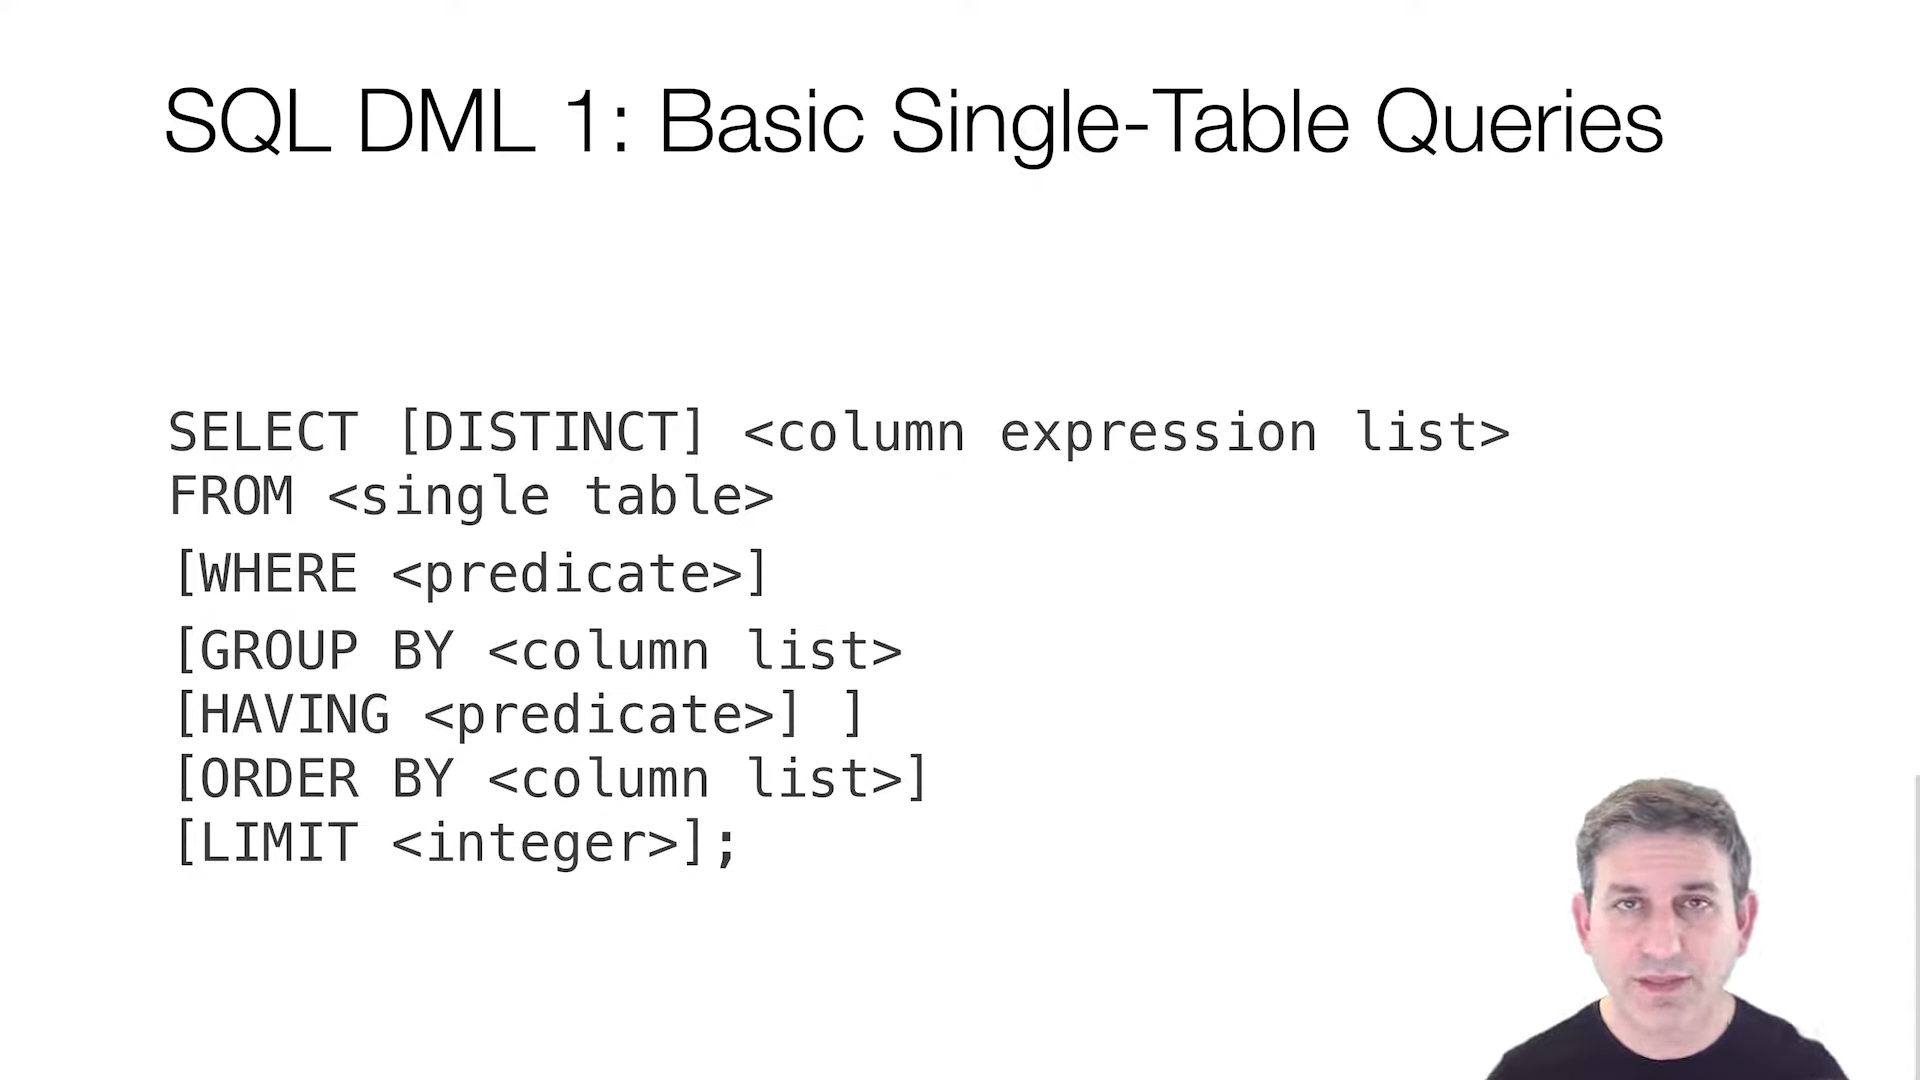 SQL DML 1: Basic Single-Table Queries
SELECT [DISTINCT] <column expression list>
FROM <single table>
[WHERE <predicate>]
[GROUP BY <column list>
[HAVING <predicate>] ]
[ORDER BY <column list>]
[LIMIT <integer>];